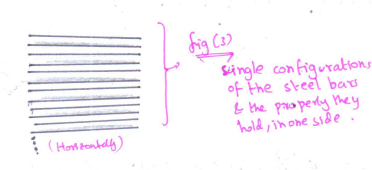 fig (3)
single configurations
of the steel bars
& the property they
hold, in one side.
(Horizontally)